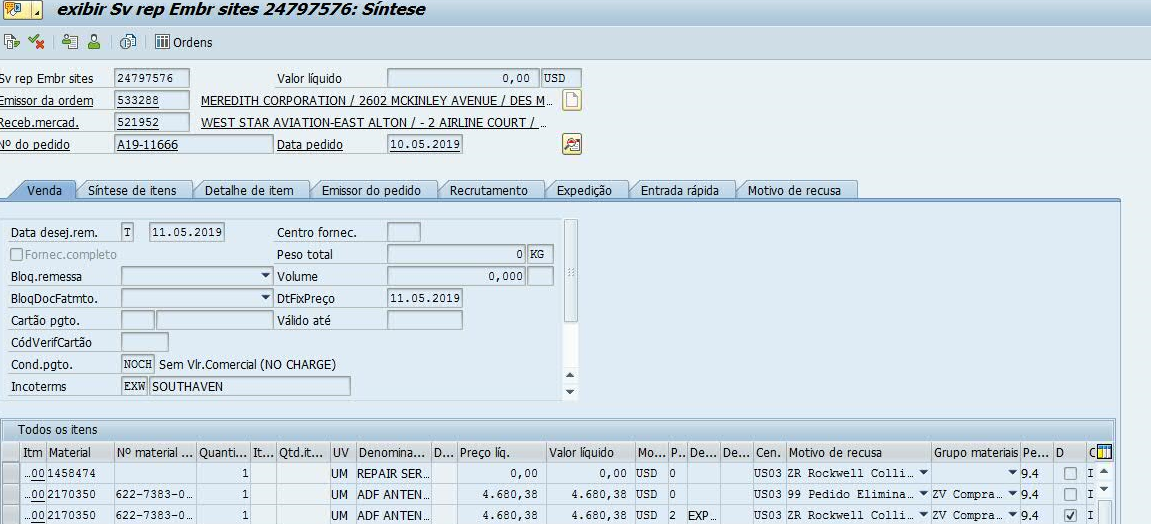 exibir Sv rep Embr sites 24797576: Síntese
Ordens
Sv rep Embr sites 24797576 Valor líquido 0,00 USD
Emissor da ordem 533288 MEREDITH CORPORATION / 2602 MCKINLEY AVENUE / DES M...
Receb.mercad. 521952 WEST STAR AVIATION-EAST ALTON / - 2 AIRLINE COURT / ...
Nº do pedido A19-11666 Data pedido 10.05.2019
Venda Síntese de itens Detalhe de item Emissor do pedido Recrutamento Expedição Entrada rápida Motivo de recusa
Data desej.rem. T 11.05.2019 Centro fornec.
Fornec.completo Peso total 0 KG
Bloq.remessa Volume 0,000
BloqDocFatmto. DtFixPreço 11.05.2019
Cartão pgto. Válido até
CódVerifCartão
Cond.pgto. NOCH Sem Vlr.Comercial (NO CHARGE)
Incoterms EXW SOUTHAVEN
Todos os itens
Itm Material Nº material ... Quanti... It... Qtd.it... UV Denomina... D... Preço líq. Valor líquido Mo... P.. De... De... Cen. Motivo de recusa Grupo materiais Pe... D
...00 1458474 1 UM REPAIR SER... 0,00 0,00 USD 0 US03 ZR Rockwell Colli... 9.4 I
...00 2170350 622-7383-0... 1 UM ADF ANTEN... 4.680,38 4.680,38 USD 0 US03 99 Pedido Elimina... ZV Compra... 9.4 I
...00 2170350 622-7383-0... 1 UM ADF ANTEN... 4.680,38 4.680,38 USD 2 EXP... US03 ZR Rockwell Colli... ZV Compra... 9.4 I